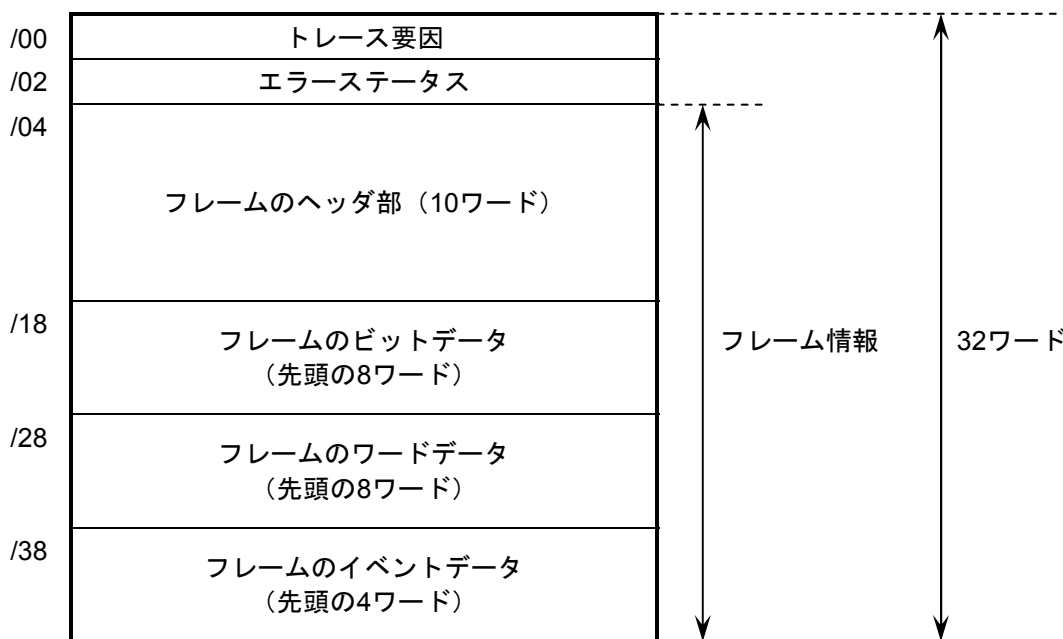 /00 トレース要因
/02 エラーステータス
/04
フレームのヘッダ部（10ワード）
/18
フレームのビットデータ
（先頭の8ワード）
フレーム情報
32ワード
/28
フレームのワードデータ
（先頭の8ワード）
/38
フレームのイベントデータ
（先頭の4ワード）